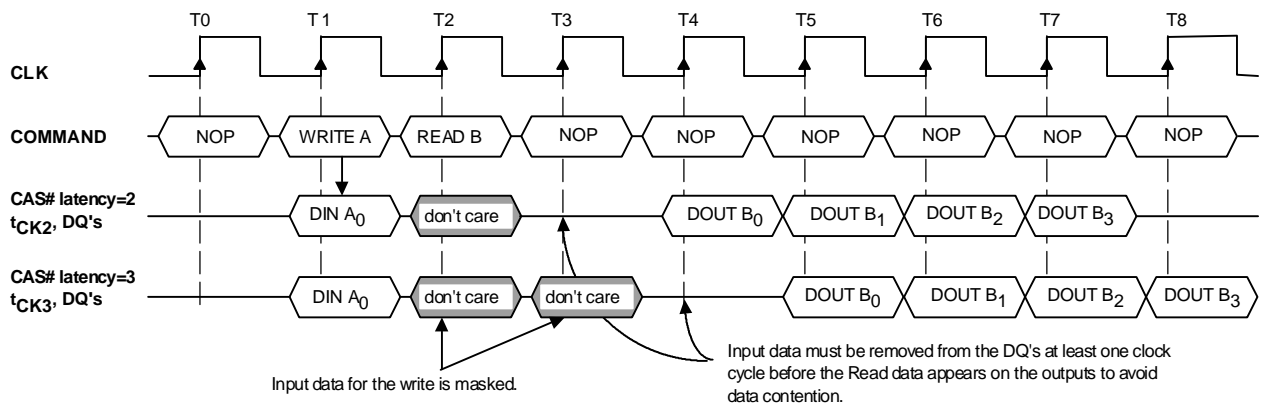 T0 T1 T2 T3 T4 T5 T6 T7 T8
CLK
COMMAND NOP WRITE A READ B NOP NOP NOP NOP NOP NOP
CAS# latency=2
tCK2, DQ's DIN A0 don't care DOUT B0 DOUT B1 DOUT B2 DOUT B3
CAS# latency=3
tCK3, DQ's DIN A0 don't care don't care DOUT B0 DOUT B1 DOUT B2 DOUT B3
Input data for the write is masked.
Input data must be removed from the DQ's at least one clock
cycle before the Read data appears on the outputs to avoid
data contention.